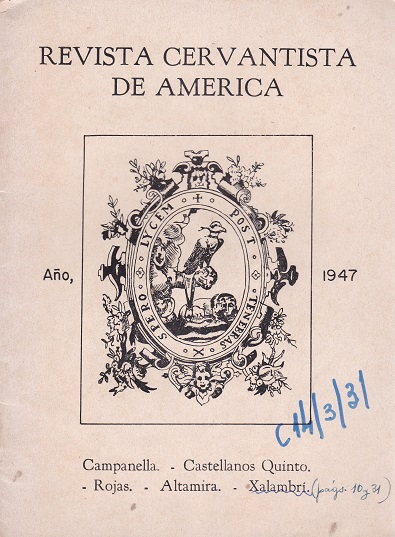 REVISTA CERVANTISTA
DE AMERICA
SPERO LVCEM POST TENEBRAS
Año,
1947
C14/3/31
Campanella. - Castellanos Quinto.
- Rojas. - Altamira. - Xalambrí. (págs. 10 y 31)